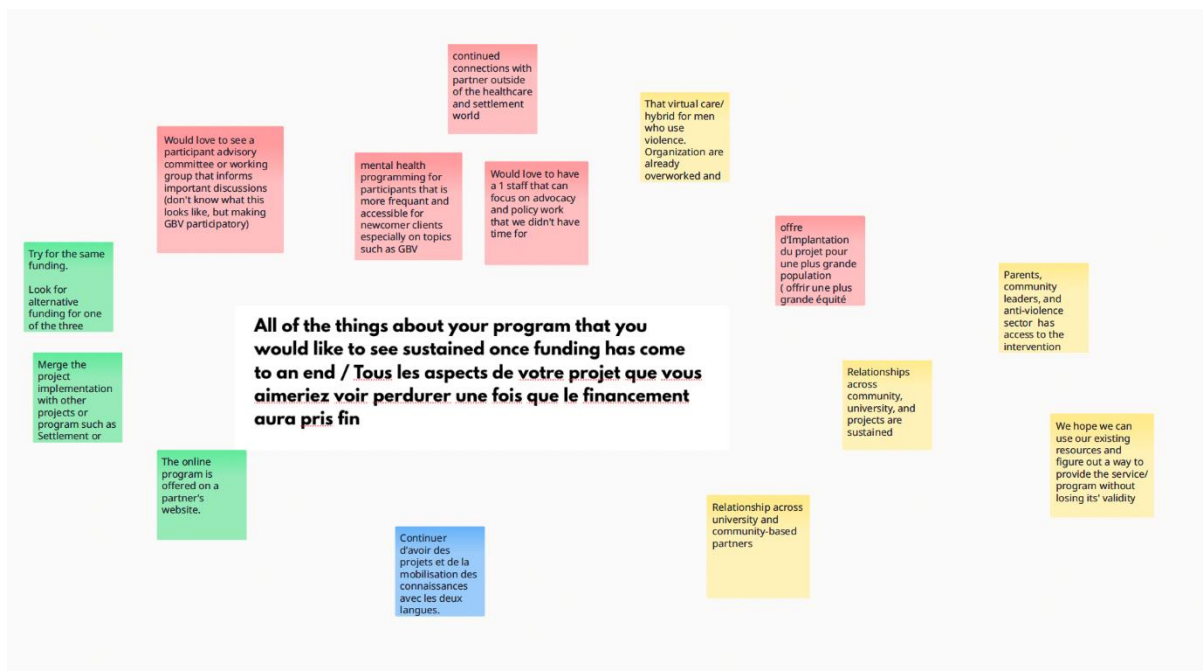 continued
connections with
partner outside
of the healthcare
and settlement
world
That virtual care/
hybrid for men
who use
violence.
Organization are
already
overworked and
Would love to see a
participant advisory
committee or working
group that informs
important discussions
(don't know what this
looks like, but making
GBV participatory)
mental health
programming for
participants that is
more frequent and
accessible for
newcomer clients
especially on topics
such as GBV
Would love to have
a 1 staff that can
focus on advocacy
and policy work
that we didn't have
time for
offre
d'Implantation
du projet pour
une plus grande
population
( offrir une plus
grande équité
Try for the same
funding.
Look for
alternative
funding for one
of the three
Parents,
community
leaders, and
anti-violence
sector has
access to the
intervention
All of the things about your program that you
would like to see sustained once funding has come
to an end / Tous les aspects de votre projet que vous
aimeriez voir perdurer une fois que le financement
aura pris fin
Merge the
project
implementation
with other
projects or
program such as
Settlement or
Relationships
across
community,
university, and
projects are
sustained
We hope we can
use our existing
resources and
figure out a way to
provide the service/
program without
losing its' validity
The online
program is
offered on a
partner's
website.
Relationship across
university and
community-based
partners
Continuer
d'avoir des
projets et de la
mobilisation des
connaissances
avec les deux
langues.